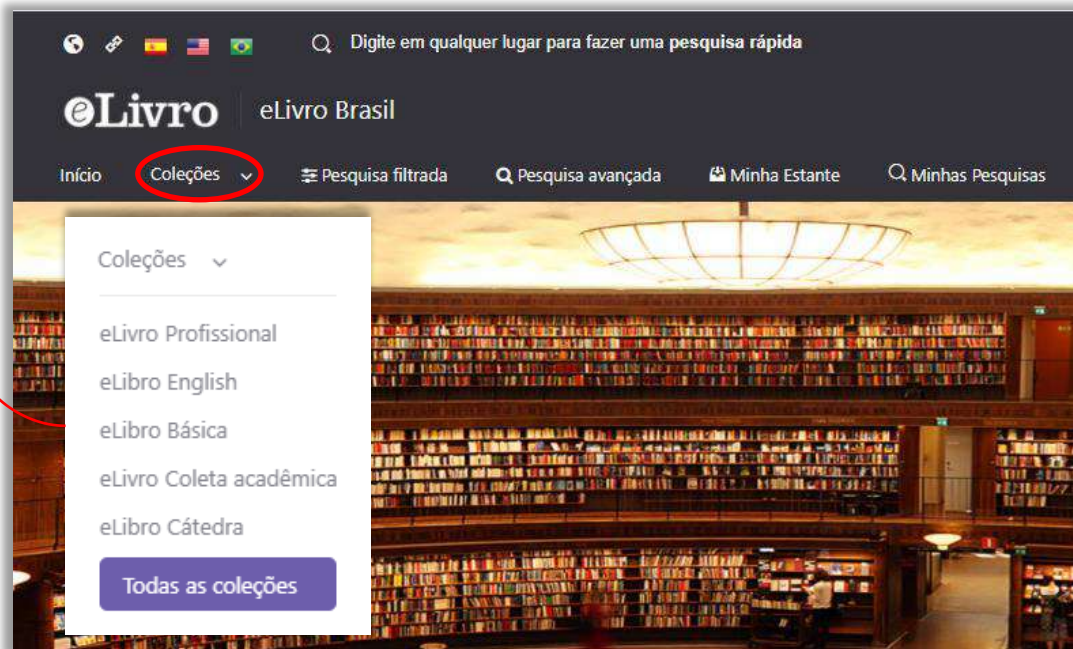 Digite em qualquer lugar para fazer uma pesquisa rápida
eLivro eLivro Brasil
Início Coleções Pesquisa filtrada Pesquisa avançada Minha Estante Minhas Pesquisas
Coleções
eLivro Profissional
eLibro English
eLibro Básica
eLivro Coleta acadêmica
eLibro Cátedra
Todas as coleções